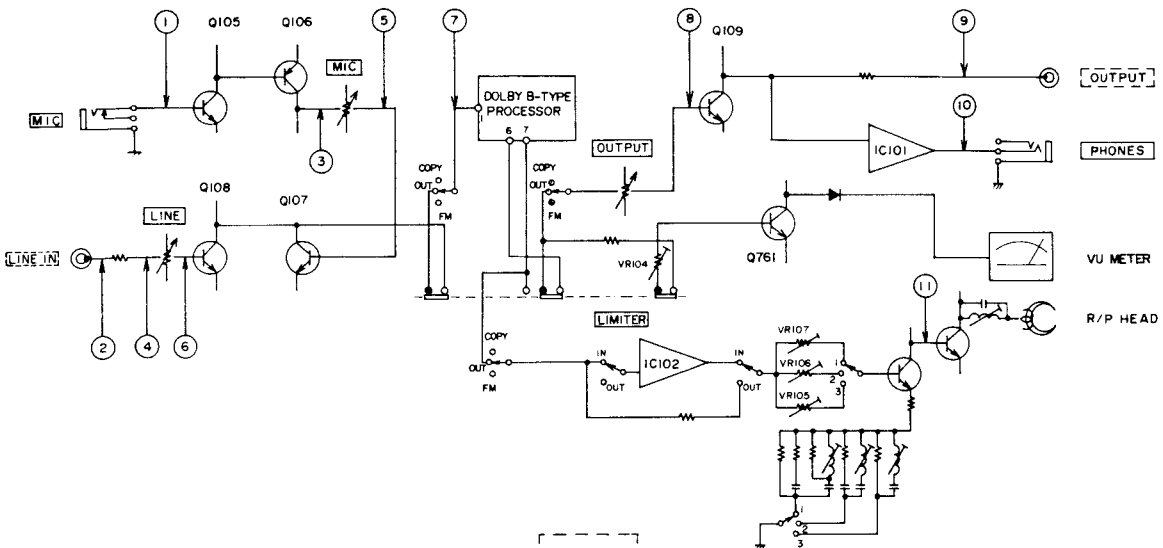 1
Q105
Q106
5
7
8
Q109
9
MIC
DOLBY B-TYPE
PROCESSOR
1
6 7
OUTPUT
10
MIC
3
OUTPUT
IC101
PHONES
COPY
OUT
FM
COPY
OUT
FM
Q108
Q107
LINE
LINE IN
VR104
Q761
VU METER
2
4
6
LIMITER
11
R/P HEAD
COPY
OUT
FM
IN
OUT
IC102
IN
OUT
VR107
VR106
VR105
1
2
3
1
2
3